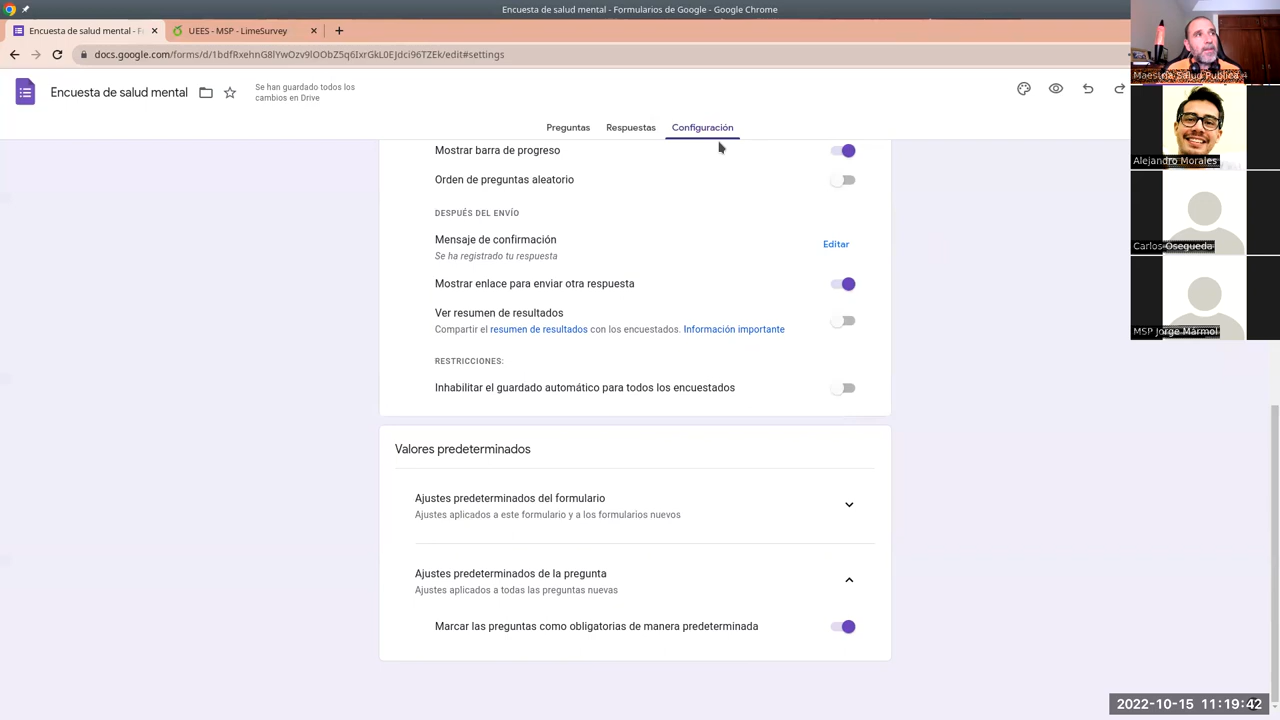 Encuesta de salud mental - Formularios de Google - Google Chrome
Encuesta de salud mental - F
UEES - MSP - LimeSurvey
docs.google.com/forms/d/1bdfRxehnG8lYwOzv9lOObZ5q6IxrGkL0EJdci96TZEk/edit#settings
Encuesta de salud mental
Se han guardado todos los
cambios en Drive
Preguntas
Respuestas
Configuración
Mostrar barra de progreso
Orden de preguntas aleatorio
DESPUÉS DEL ENVÍO
Mensaje de confirmación
Editar
Se ha registrado tu respuesta
Mostrar enlace para enviar otra respuesta
Ver resumen de resultados
Compartir el resumen de resultados con los encuestados. Información importante
RESTRICCIONES:
Inhabilitar el guardado automático para todos los encuestados
Valores predeterminados
Ajustes predeterminados del formulario
Ajustes aplicados a este formulario y a los formularios nuevos
Ajustes predeterminados de la pregunta
Ajustes aplicados a todas las preguntas nuevas
Marcar las preguntas como obligatorias de manera predeterminada
Maestría Salud Pública 4
Alejandro Morales
Carlos Osegueda
MSP Jorge Mármol
2022-10-15 11:19:42